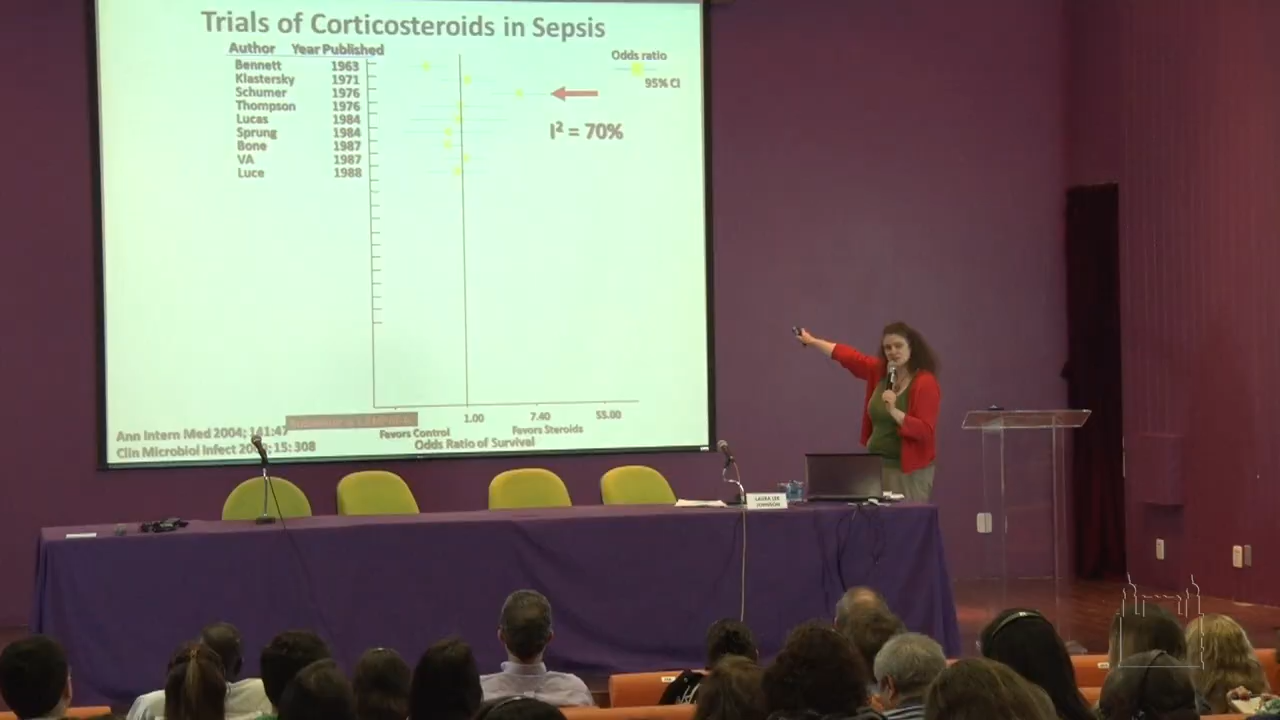 Trials of Corticosteroids in Sepsis
Author Year Published
Bennett 1963
Klastersky 1971
Schumer 1976
Thompson 1976
Lucas 1984
Sprung 1984
Bone 1987
VA 1987
Luce 1988
Odds ratio
95% CI
I² = 70%
1.00 7.40 55.00
Favors Control Favors Steroids
Odds Ratio of Survival
Ann Intern Med 2004; 141:47
Clin Microbiol Infect 15:308
LAURA LEE
JOHNSON